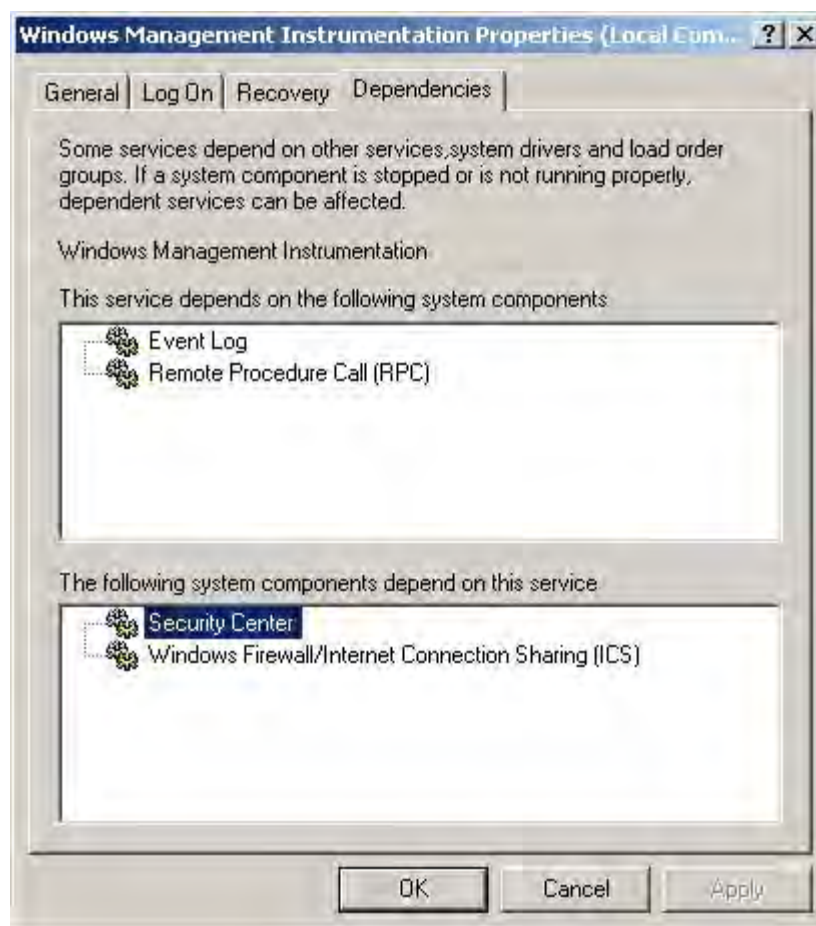 Windows Management Instrumentation Properties (Local Com...
General Log On Recovery Dependencies
Some services depend on other services,system drivers and load order
groups. If a system component is stopped or is not running properly,
dependent services can be affected.
Windows Management Instrumentation
This service depends on the following system components
Event Log
Remote Procedure Call (RPC)
The following system components depend on this service
Security Center
Windows Firewall/Internet Connection Sharing (ICS)
OK Cancel Apply